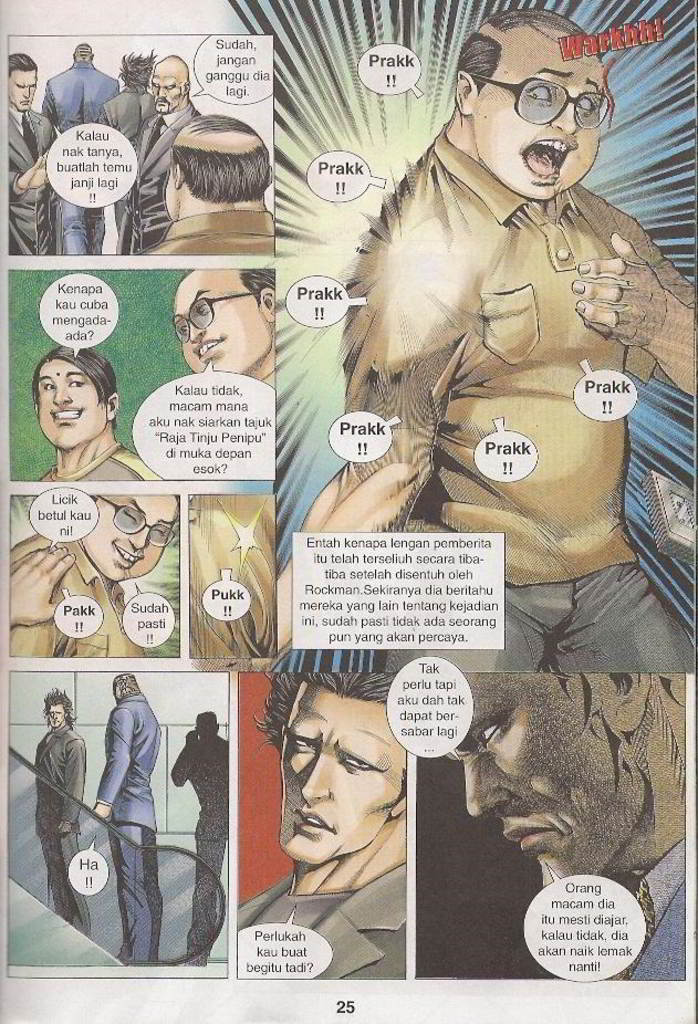 Sudah,
jangan
ganggu dia
lagi.
Kalau
nak tanya,
buatlah temu
janji lagi
!!
Kenapa
kau cuba
mengada-
ada?
Kalau tidak,
macam mana
aku nak siarkan tajuk
“Raja Tinju Penipu”
di muka depan
esok?
Licik
betul kau
ni!
Pakk
!!
Sudah
pasti
!!
Pukk
!!
Warkhh!
Prakk
!!
Prakk
!!
Prakk
!!
Prakk
!!
Prakk
!!
Prakk
!!
Entah kenapa lengan pemberita
itu telah terseliuh secara tiba-
tiba setelah disentuh oleh
Rockman.Sekiranya dia beritahu
mereka yang lain tentang kejadian
ini, sudah pasti tidak ada seorang
pun yang akan percaya.
Ha
!!
Perlukah
kau buat
begitu tadi?
Tak
perlu tapi
aku dah tak
dapat ber-
sabar lagi
...
Orang
macam dia
itu mesti diajar,
kalau tidak, dia
akan naik lemak
nanti!
25